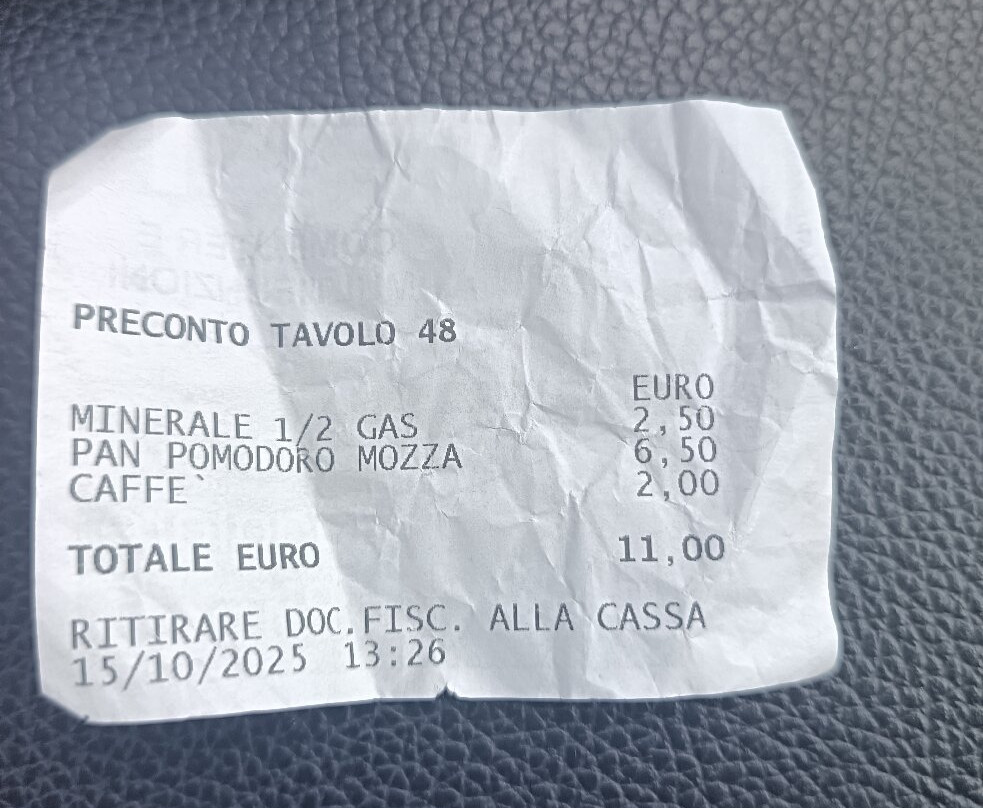 PRECONTO TAVOLO 48
EURO
MINERALE 1/2 GAS 2,50
PAN POMODORO MOZZA 6,50
CAFFE` 2,00
TOTALE EURO 11,00
RITIRARE DOC.FISC. ALLA CASSA
15/10/2025 13:26